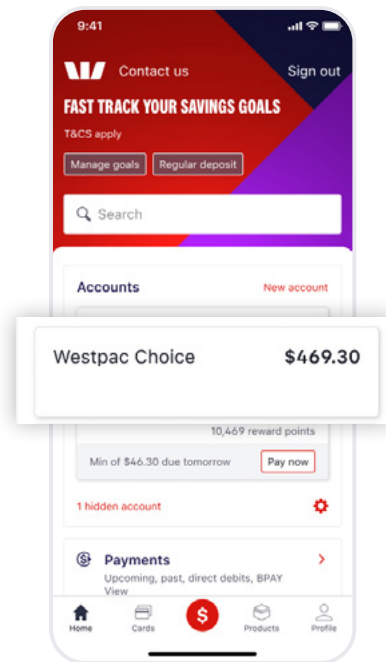 9:41
Contact us
Sign out
FAST TRACK YOUR SAVINGS GOALS
T&CS apply
Manage goals
Regular deposit
Search
Accounts
New account
Westpac Choice
$469.30
10,469 reward points
Min of $46.30 due tomorrow
Pay now
1 hidden account
Payments
Upcoming, past, direct debits, BPAY
View
$
Home
Cards
Products
Profile